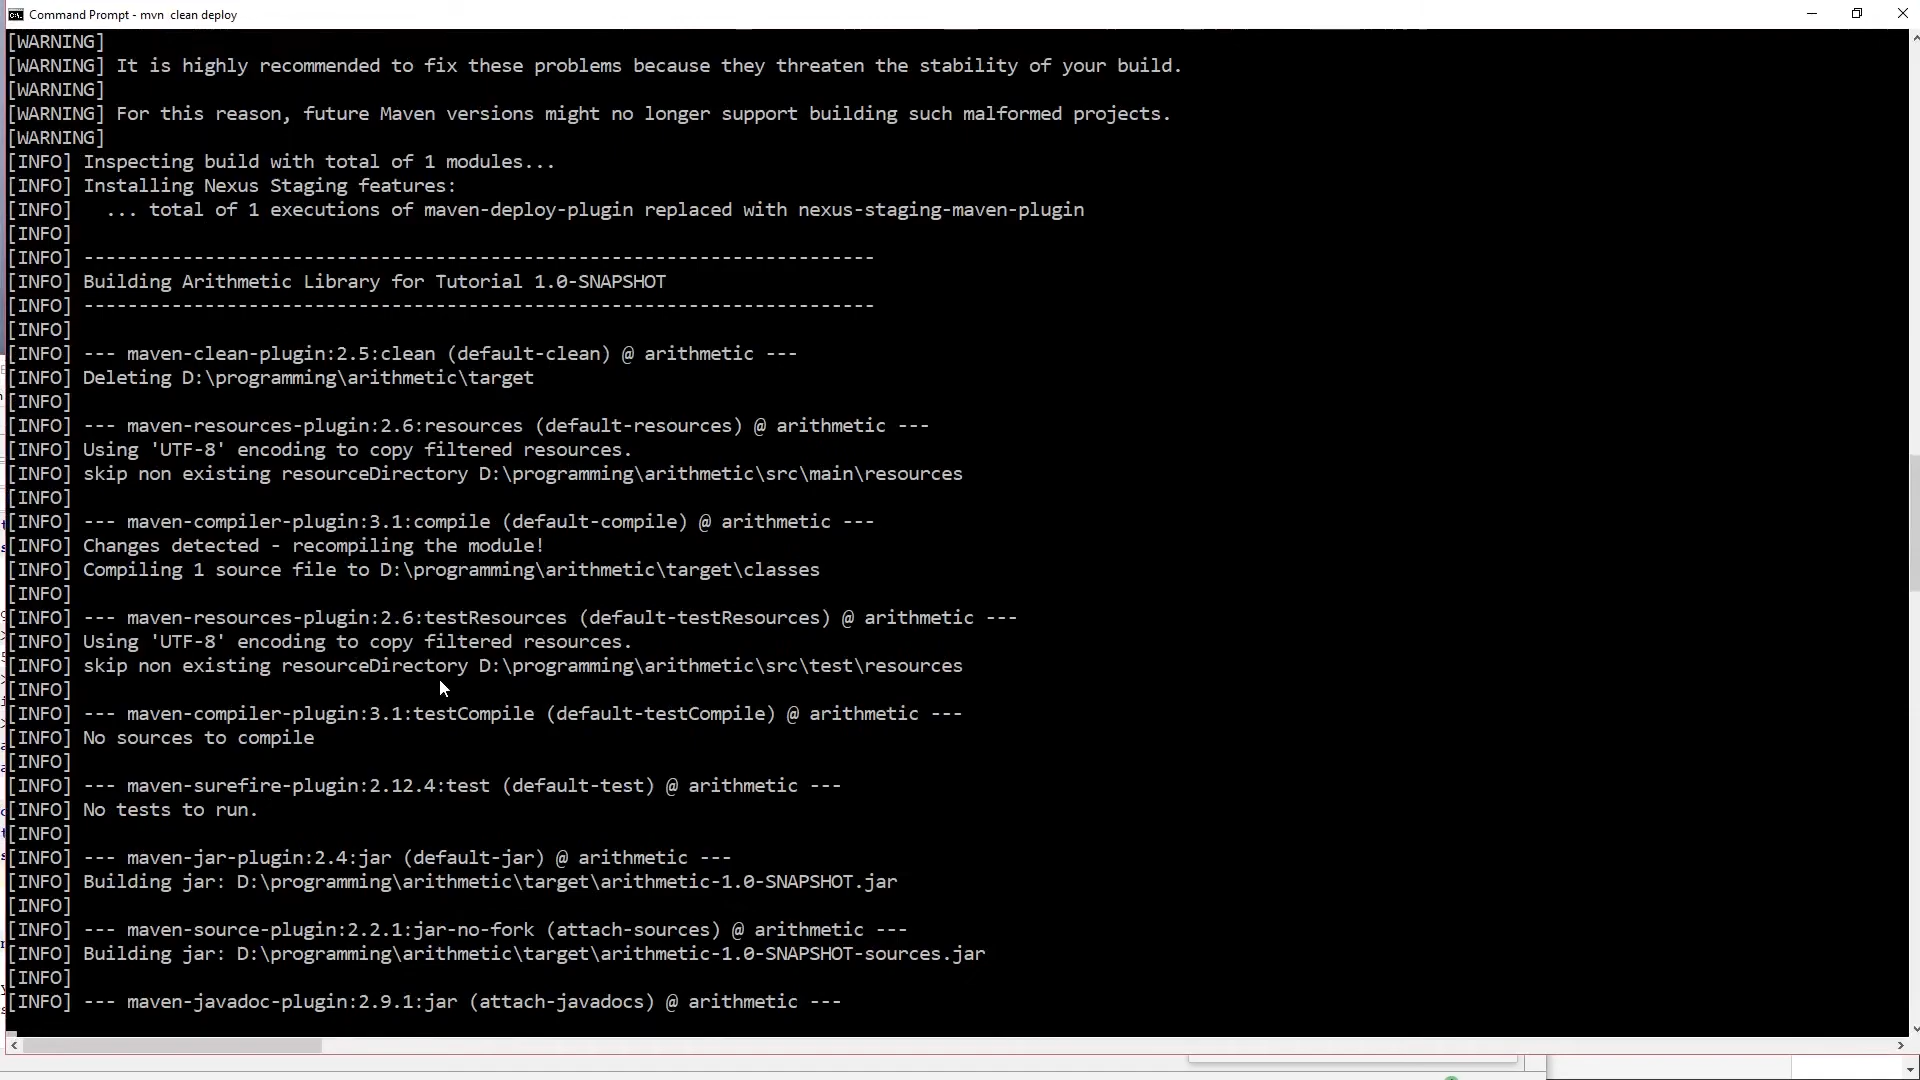 Command Prompt - mvn  clean deploy
[WARNING]
[WARNING] It is highly recommended to fix these problems because they threaten the stability of your build.
[WARNING]
[WARNING] For this reason, future Maven versions might no longer support building such malformed projects.
[WARNING]
[INFO] Inspecting build with total of 1 modules...
[INFO] Installing Nexus Staging features:
[INFO]   ... total of 1 executions of maven-deploy-plugin replaced with nexus-staging-maven-plugin
[INFO]
[INFO] ------------------------------------------------------------------------
[INFO] Building Arithmetic Library for Tutorial 1.0-SNAPSHOT
[INFO] ------------------------------------------------------------------------
[INFO]
[INFO] --- maven-clean-plugin:2.5:clean (default-clean) @ arithmetic ---
[INFO] Deleting D:\programming\arithmetic\target
[INFO]
[INFO] --- maven-resources-plugin:2.6:resources (default-resources) @ arithmetic ---
[INFO] Using 'UTF-8' encoding to copy filtered resources.
[INFO] skip non existing resourceDirectory D:\programming\arithmetic\src\main\resources
[INFO]
[INFO] --- maven-compiler-plugin:3.1:compile (default-compile) @ arithmetic ---
[INFO] Changes detected - recompiling the module!
[INFO] Compiling 1 source file to D:\programming\arithmetic\target\classes
[INFO]
[INFO] --- maven-resources-plugin:2.6:testResources (default-testResources) @ arithmetic ---
[INFO] Using 'UTF-8' encoding to copy filtered resources.
[INFO] skip non existing resourceDirectory D:\programming\arithmetic\src\test\resources
[INFO]
[INFO] --- maven-compiler-plugin:3.1:testCompile (default-testCompile) @ arithmetic ---
[INFO] No sources to compile
[INFO]
[INFO] --- maven-surefire-plugin:2.12.4:test (default-test) @ arithmetic ---
[INFO] No tests to run.
[INFO]
[INFO] --- maven-jar-plugin:2.4:jar (default-jar) @ arithmetic ---
[INFO] Building jar: D:\programming\arithmetic\target\arithmetic-1.0-SNAPSHOT.jar
[INFO]
[INFO] --- maven-source-plugin:2.2.1:jar-no-fork (attach-sources) @ arithmetic ---
[INFO] Building jar: D:\programming\arithmetic\target\arithmetic-1.0-SNAPSHOT-sources.jar
[INFO]
[INFO] --- maven-javadoc-plugin:2.9.1:jar (attach-javadocs) @ arithmetic ---